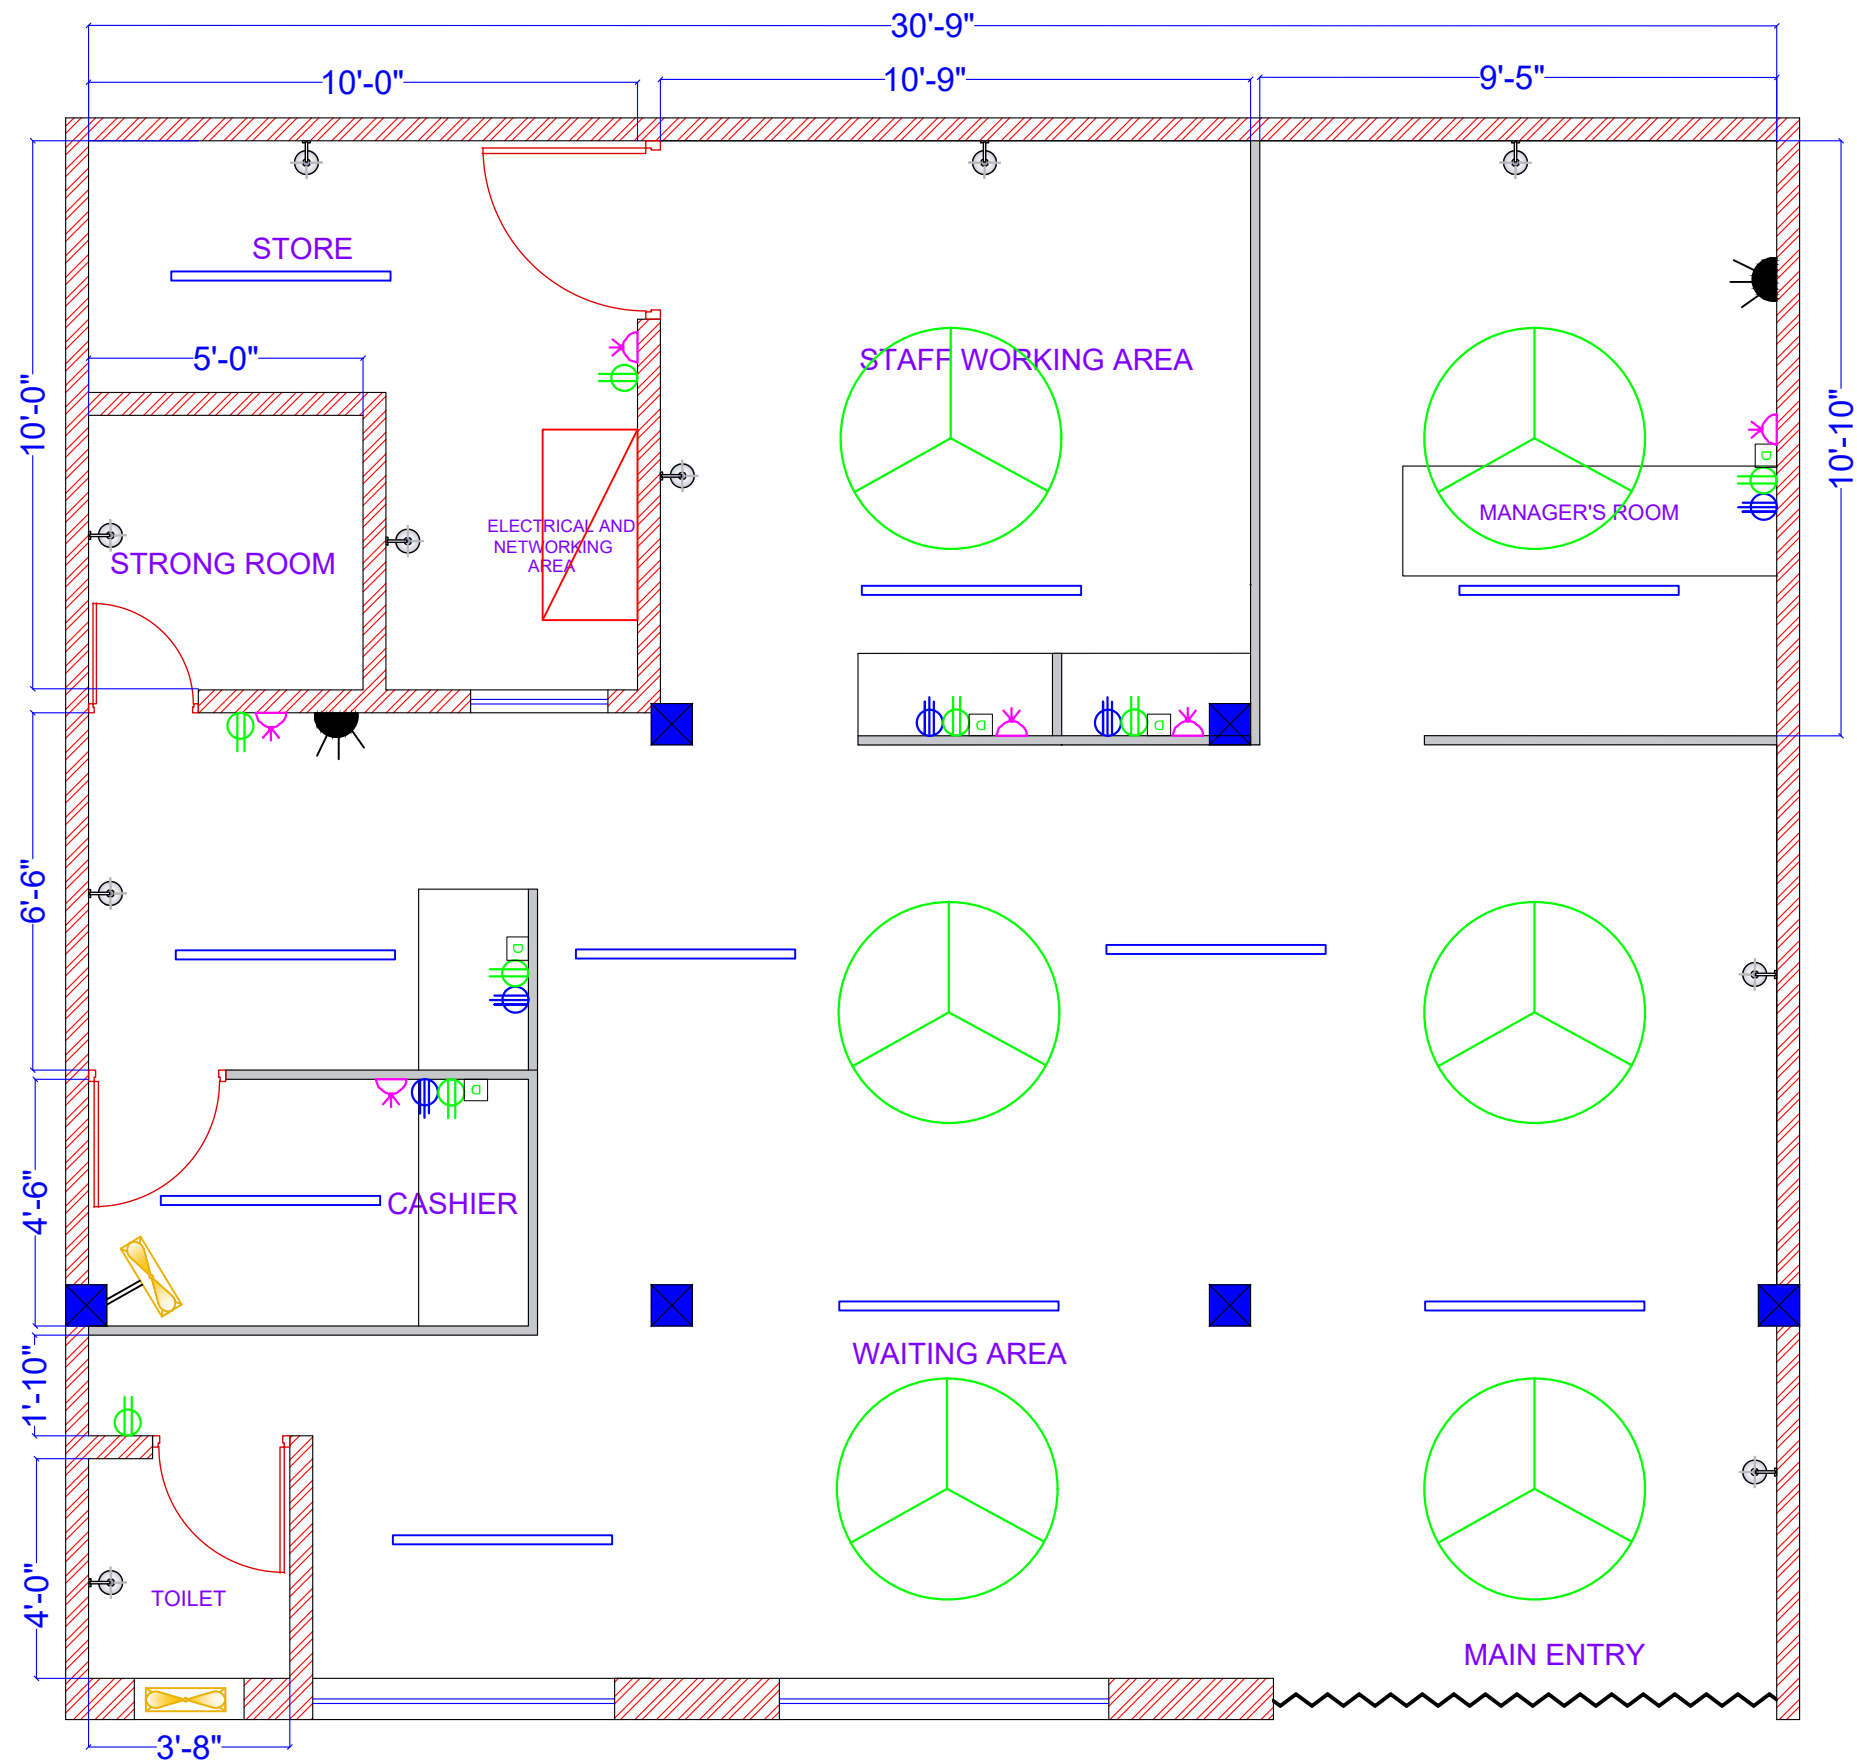 30'-9"
10'-0"
10'-9"
9'-5"
STORE
5'-0"
STAFF WORKING AREA
10'-0"
10'-10"
D
MANAGER'S ROOM
ELECTRICAL AND
NETWORKING
AREA
STRONG ROOM
D
D
6'-6"
D
D
4'-6"
CASHIER
WAITING AREA
1'-10"
4'-0"
TOILET
MAIN ENTRY
3'-8"